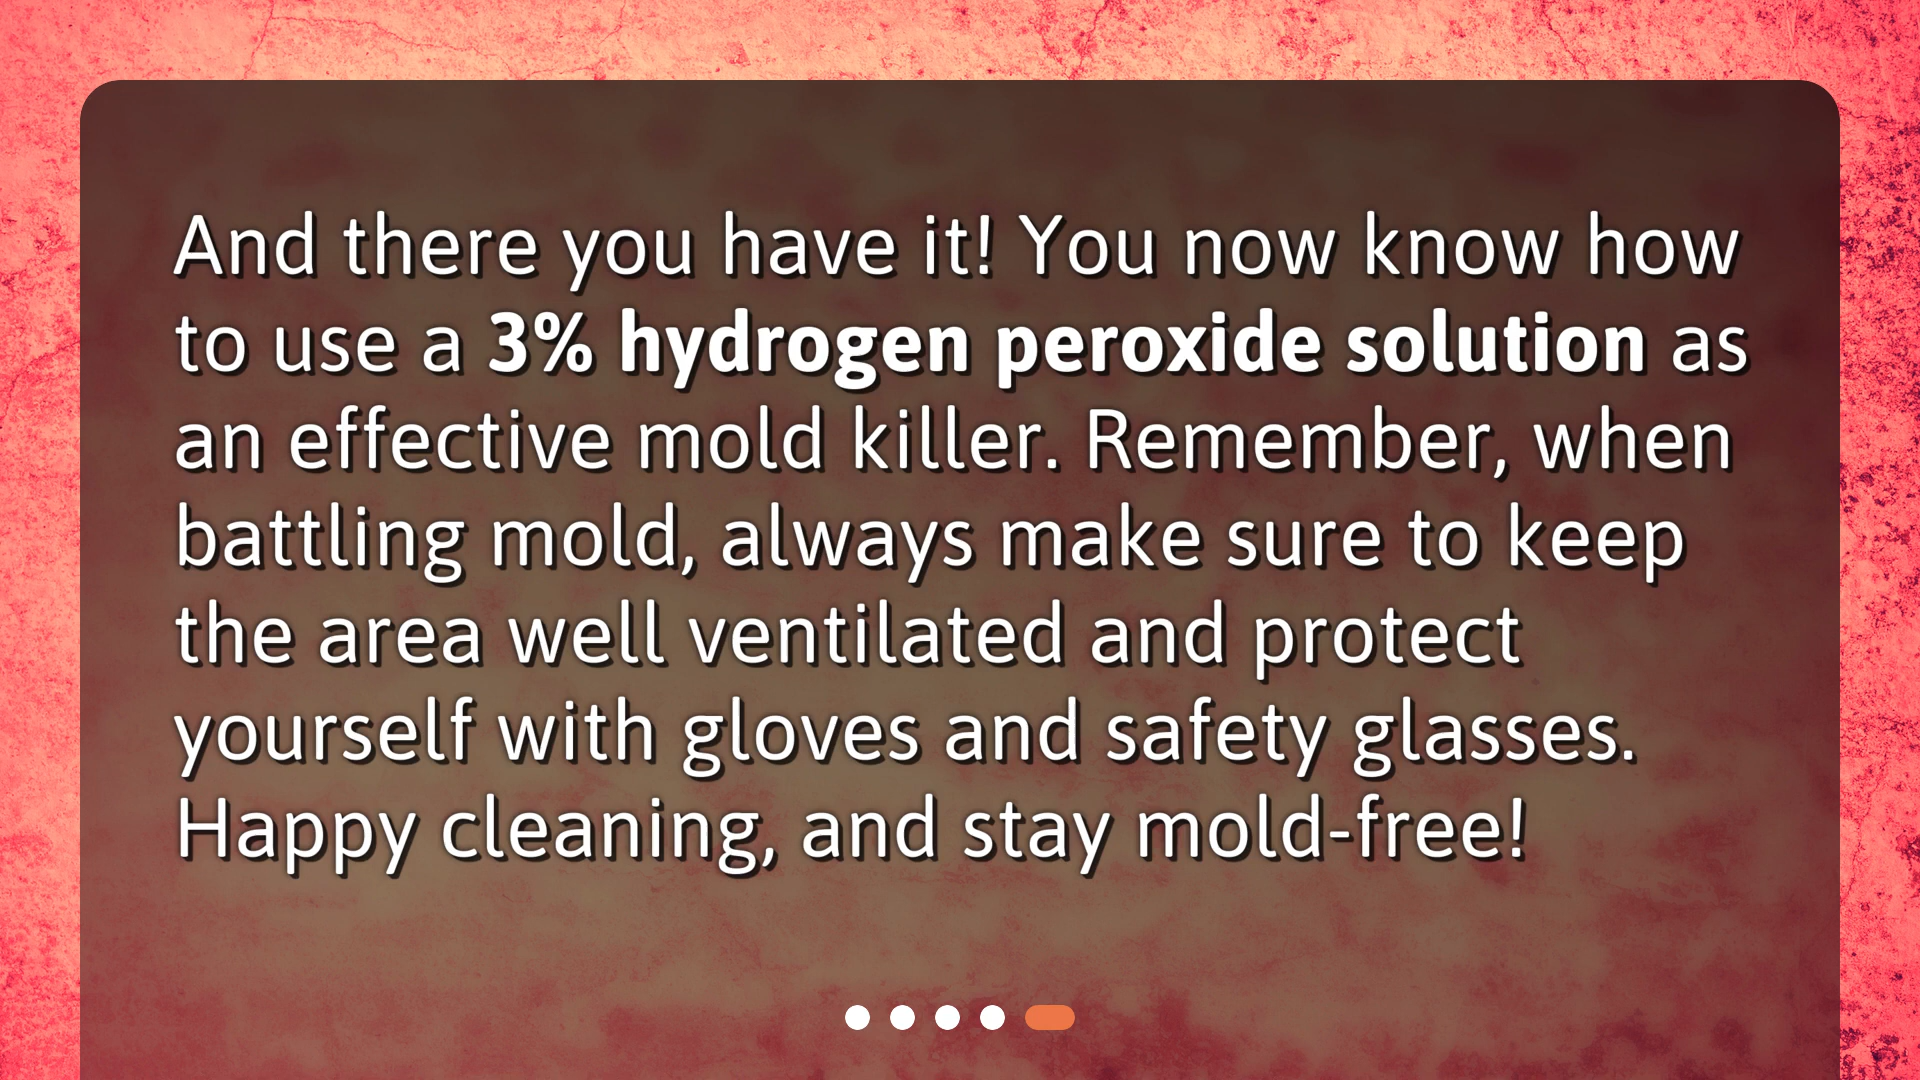 And there you have it! You now know how
to use a 3% hydrogen peroxide solution as
an effective mold killer. Remember, when
battling mold, always make sure to keep
the area well ventilated and protect
yourself with gloves and safety glasses.
Happy cleaning, and stay mold-free!